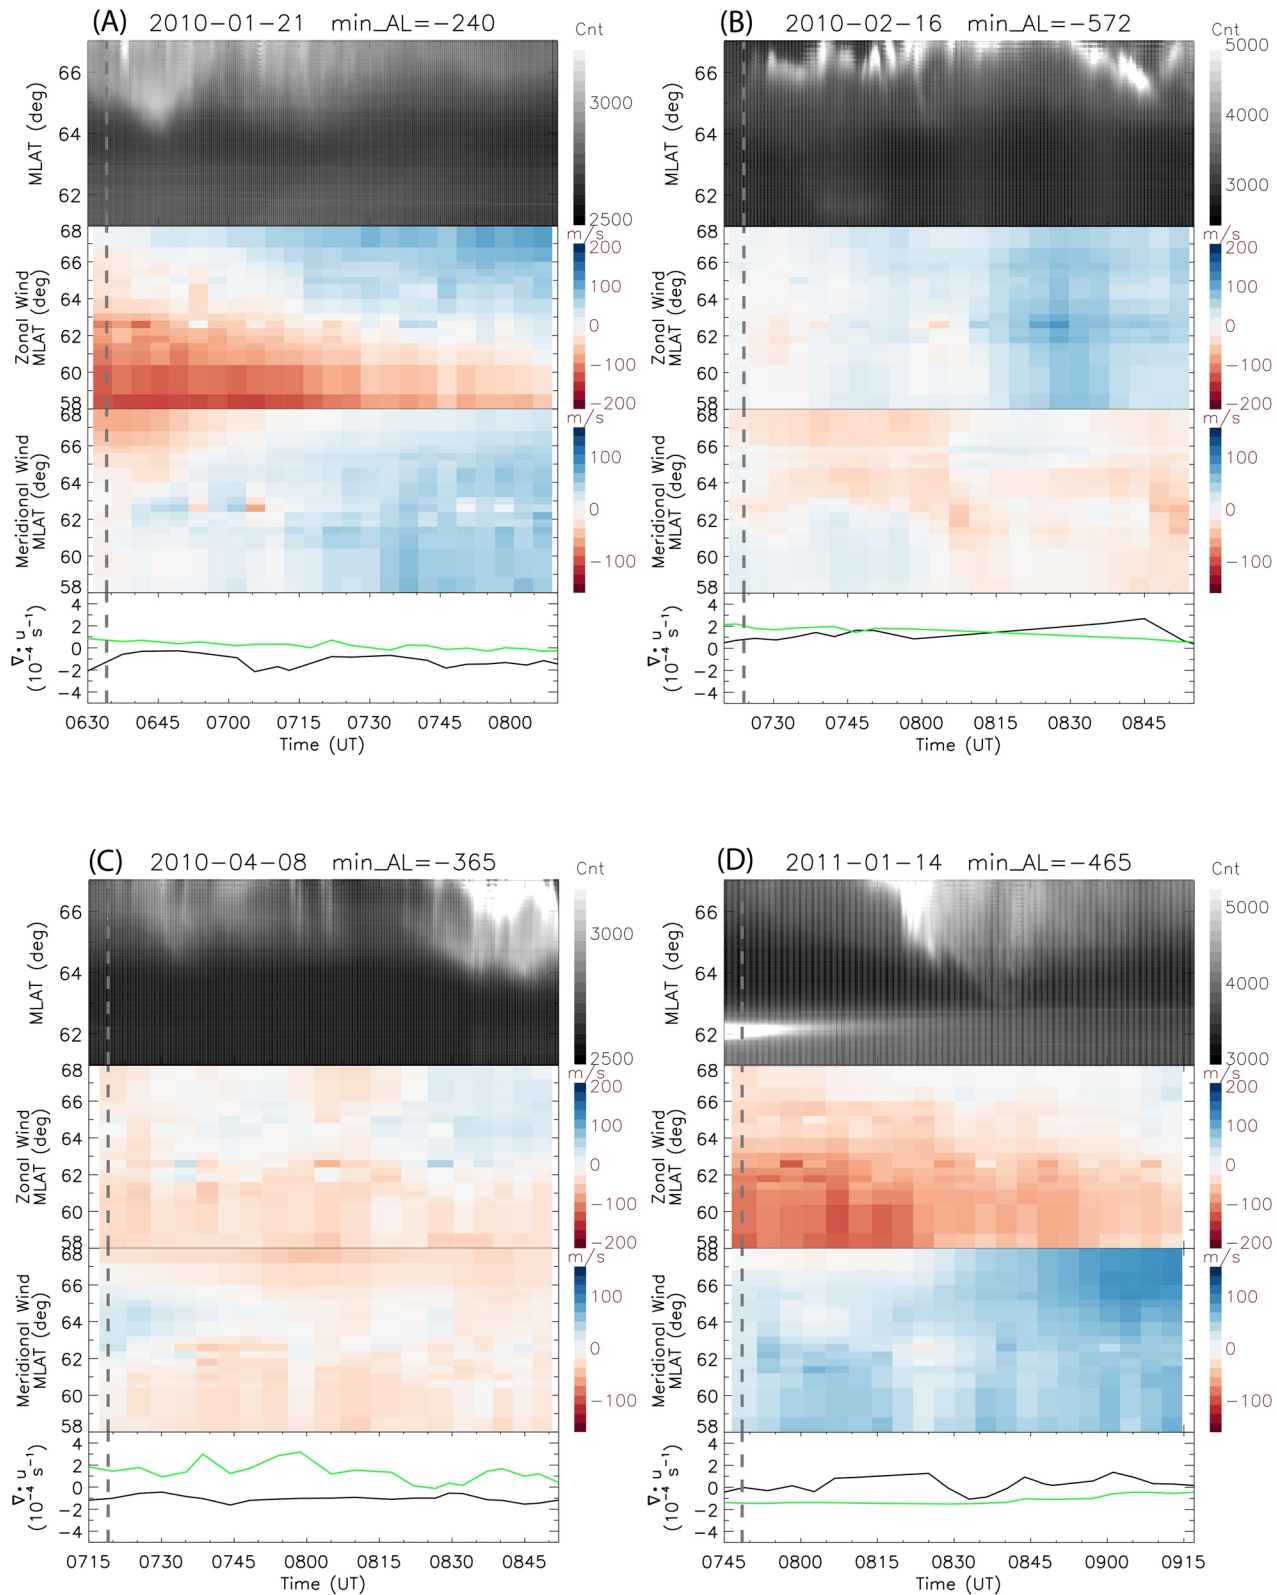 (A) 2010-01-21 min_AL=-240
Cnt
MLAT (deg)
66
64
62
3000
2500
Zonal Wind
MLAT (deg)
68
66
64
62
60
58
m/s
200
100
0
-100
-200
Meridional Wind
MLAT (deg)
68
66
64
62
60
58
m/s
100
0
-100
∇·u
(10⁻⁴ s⁻¹)
4
2
0
-2
-4
0630 0645 0700 0715 0730 0745 0800
Time (UT)
(B) 2010-02-16 min_AL=-572
Cnt
MLAT (deg)
66
64
62
5000
4000
3000
Zonal Wind
MLAT (deg)
68
66
64
62
60
58
m/s
200
100
0
-100
-200
Meridional Wind
MLAT (deg)
68
66
64
62
60
58
m/s
100
0
-100
∇·u
(10⁻⁴ s⁻¹)
4
2
0
-2
-4
0730 0745 0800 0815 0830 0845
Time (UT)
(C) 2010-04-08 min_AL=-365
Cnt
MLAT (deg)
66
64
62
3000
2500
Zonal Wind
MLAT (deg)
68
66
64
62
60
58
m/s
200
100
0
-100
-200
Meridional Wind
MLAT (deg)
68
66
64
62
60
58
m/s
100
0
-100
∇·u
(10⁻⁴ s⁻¹)
4
2
0
-2
-4
0715 0730 0745 0800 0815 0830 0845
Time (UT)
(D) 2011-01-14 min_AL=-465
Cnt
MLAT (deg)
66
64
62
5000
4000
3000
Zonal Wind
MLAT (deg)
68
66
64
62
60
58
m/s
200
100
0
-100
-200
Meridional Wind
MLAT (deg)
68
66
64
62
60
58
m/s
100
0
-100
∇·u
(10⁻⁴ s⁻¹)
4
2
0
-2
-4
0745 0800 0815 0830 0845 0900 0915
Time (UT)